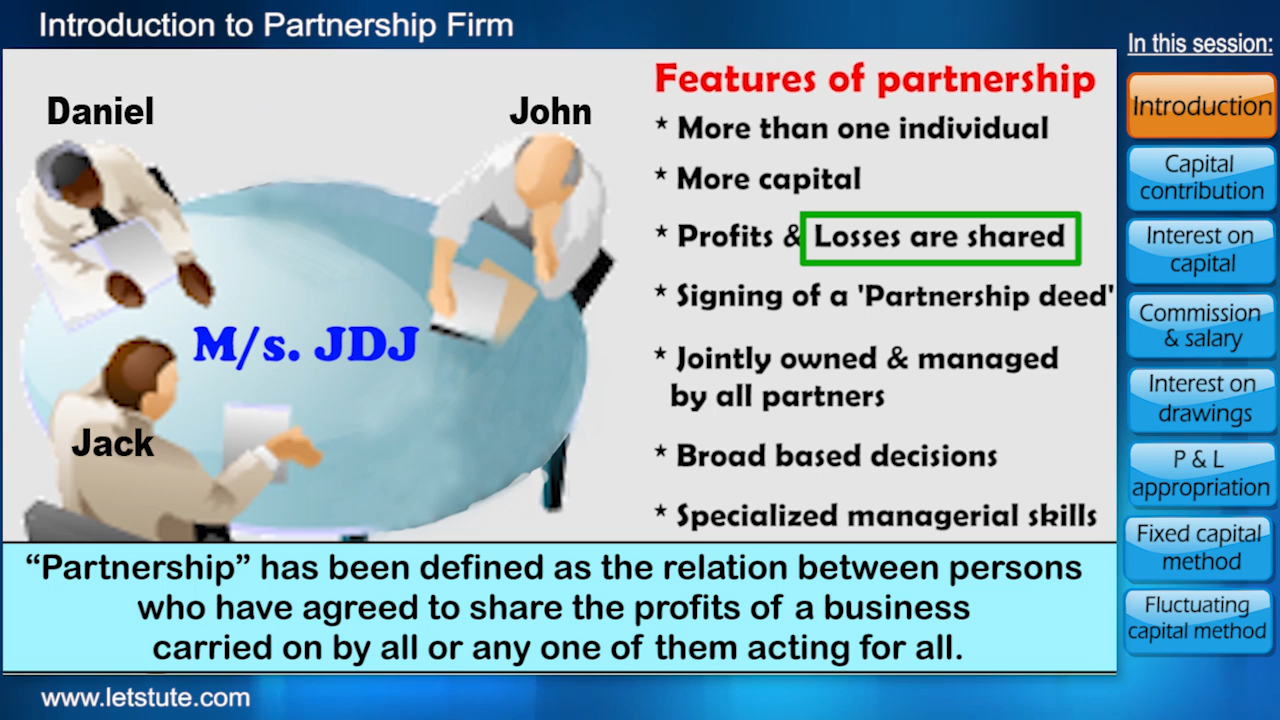 Introduction to Partnership Firm
Daniel
John
M/s. JDJ
Jack
Features of partnership
* More than one individual
* More capital
* Profits & Losses are shared
* Signing of a 'Partnership deed'
* Jointly owned & managed
by all partners
* Broad based decisions
* Specialized managerial skills
“Partnership” has been defined as the relation between persons
who have agreed to share the profits of a business
carried on by all or any one of them acting for all.
In this session:
Introduction
Capital
contribution
Interest on
capital
Commission
& salary
Interest on
drawings
P & L
appropriation
Fixed capital
method
Fluctuating
capital method
www.letstute.com